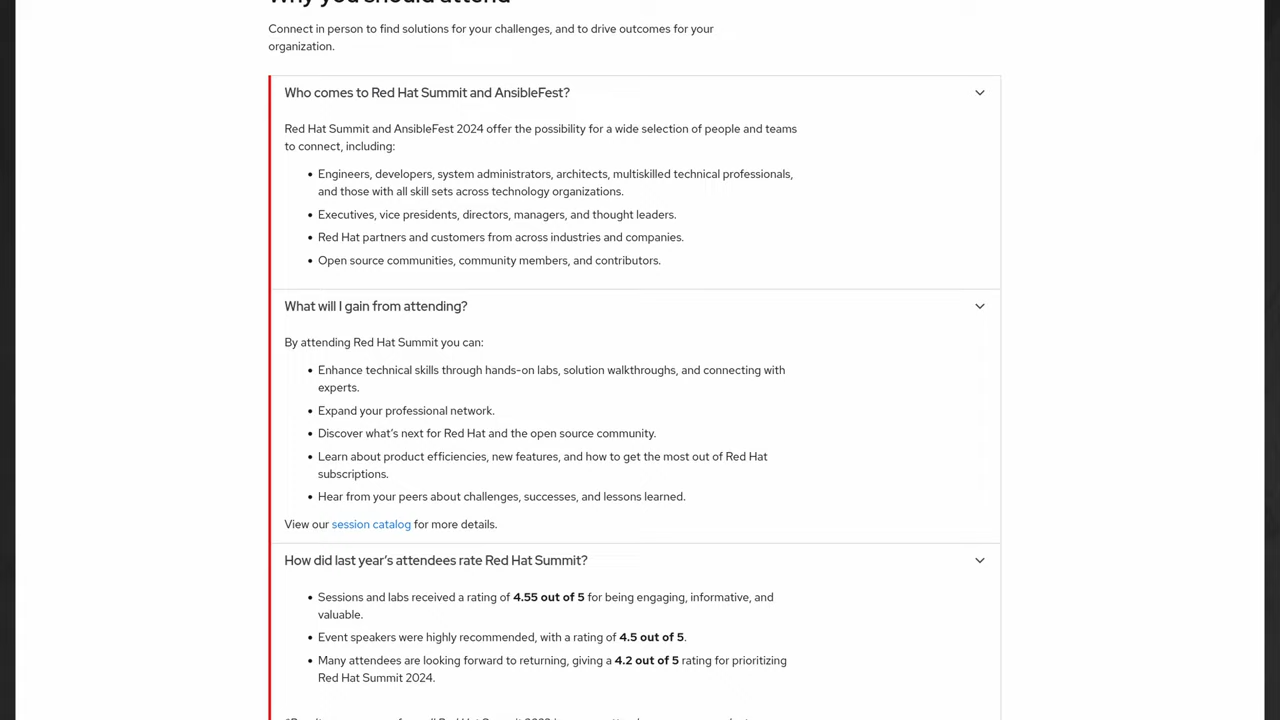 Why you should attend
Connect in person to find solutions for your challenges, and to drive outcomes for your
organization.
Who comes to Red Hat Summit and AnsibleFest?
Red Hat Summit and AnsibleFest 2024 offer the possibility for a wide selection of people and teams
to connect, including:
• Engineers, developers, system administrators, architects, multiskilled technical professionals,
and those with all skill sets across technology organizations.
• Executives, vice presidents, directors, managers, and thought leaders.
• Red Hat partners and customers from across industries and companies.
• Open source communities, community members, and contributors.
What will I gain from attending?
By attending Red Hat Summit you can:
• Enhance technical skills through hands-on labs, solution walkthroughs, and connecting with
experts.
• Expand your professional network.
• Discover what’s next for Red Hat and the open source community.
• Learn about product efficiencies, new features, and how to get the most out of Red Hat
subscriptions.
• Hear from your peers about challenges, successes, and lessons learned.
View our session catalog for more details.
How did last year’s attendees rate Red Hat Summit?
• Sessions and labs received a rating of 4.55 out of 5 for being engaging, informative, and
valuable.
• Event speakers were highly recommended, with a rating of 4.5 out of 5.
• Many attendees are looking forward to returning, giving a 4.2 out of 5 rating for prioritizing
Red Hat Summit 2024.